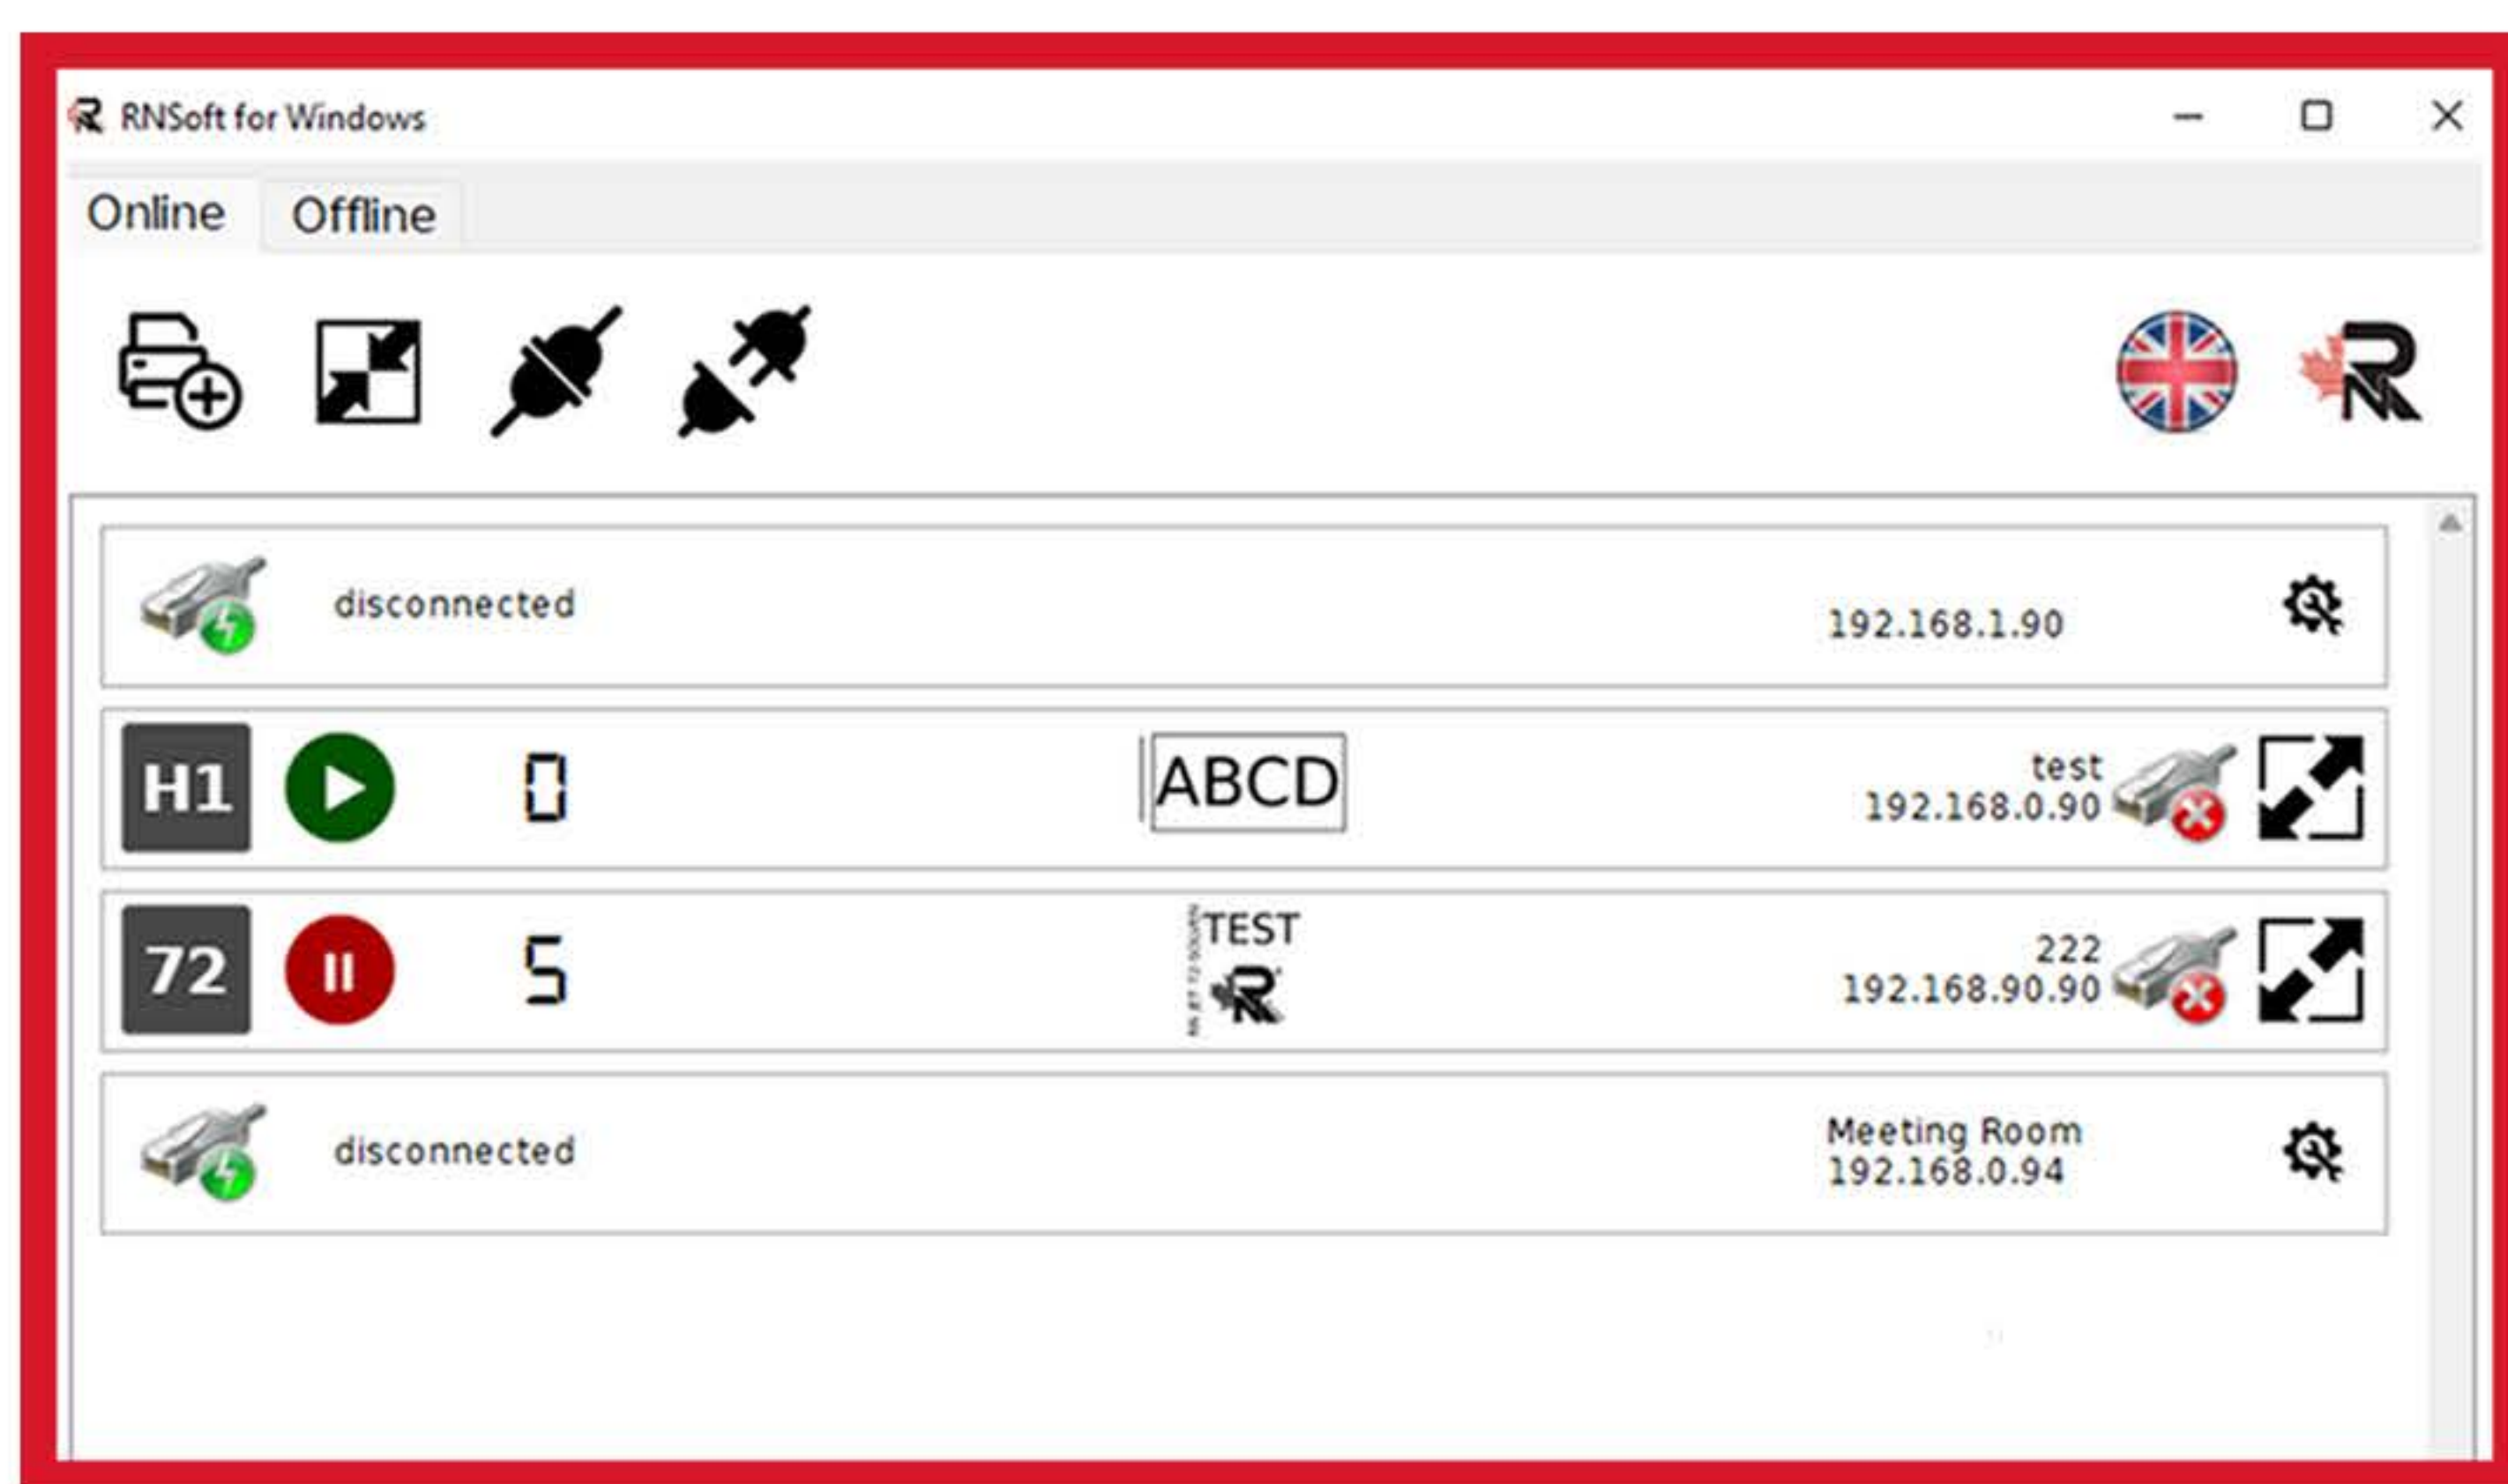 RNSoft for Windows
Online Offline
disconnected
192.168.1.90
H1 0 ABCD test
192.168.0.90
72 5 TEST 222
192.168.90.90
disconnected Meeting Room
192.168.0.94